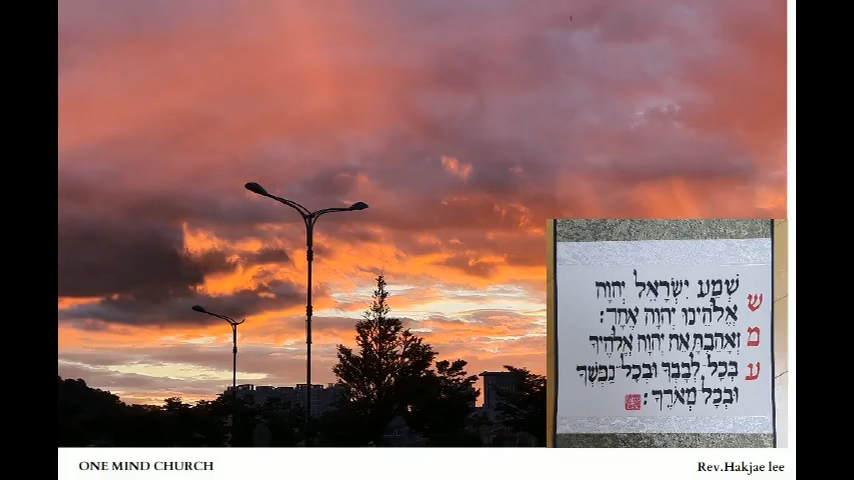 שְׁמַע יִשְׂרָאֵל יְהוָה
אֱלֹהֵינוּ יְהוָה אֶחָד׃
וְאָהַבְתָּ אֵת יְהוָה אֱלֹהֶיךָ
בְּכָל לְבָבְךָ וּבְכָל־נַפְשְׁךָ
וּבְכָל מְאֹדֶךָ׃
ש
מ
ע
ONE MIND CHURCH
Rev.Hakjae lee